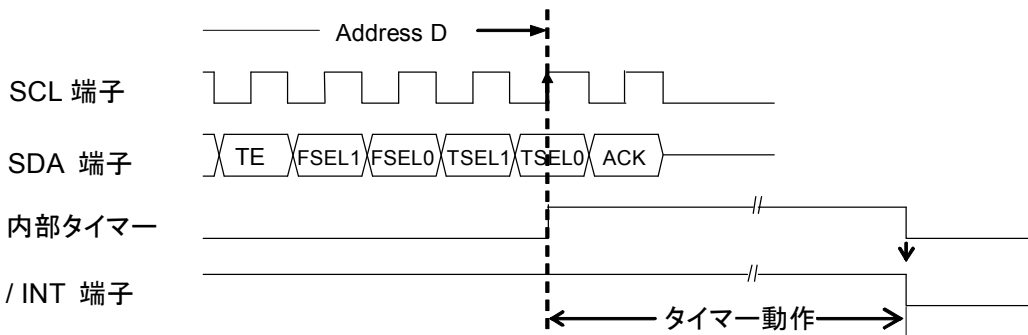 Address D
SCL 端子
SDA 端子
TE FSEL1 FSEL0 TSEL1 TSEL0 ACK
内部タイマー
//
/ INT 端子
//
タイマー動作